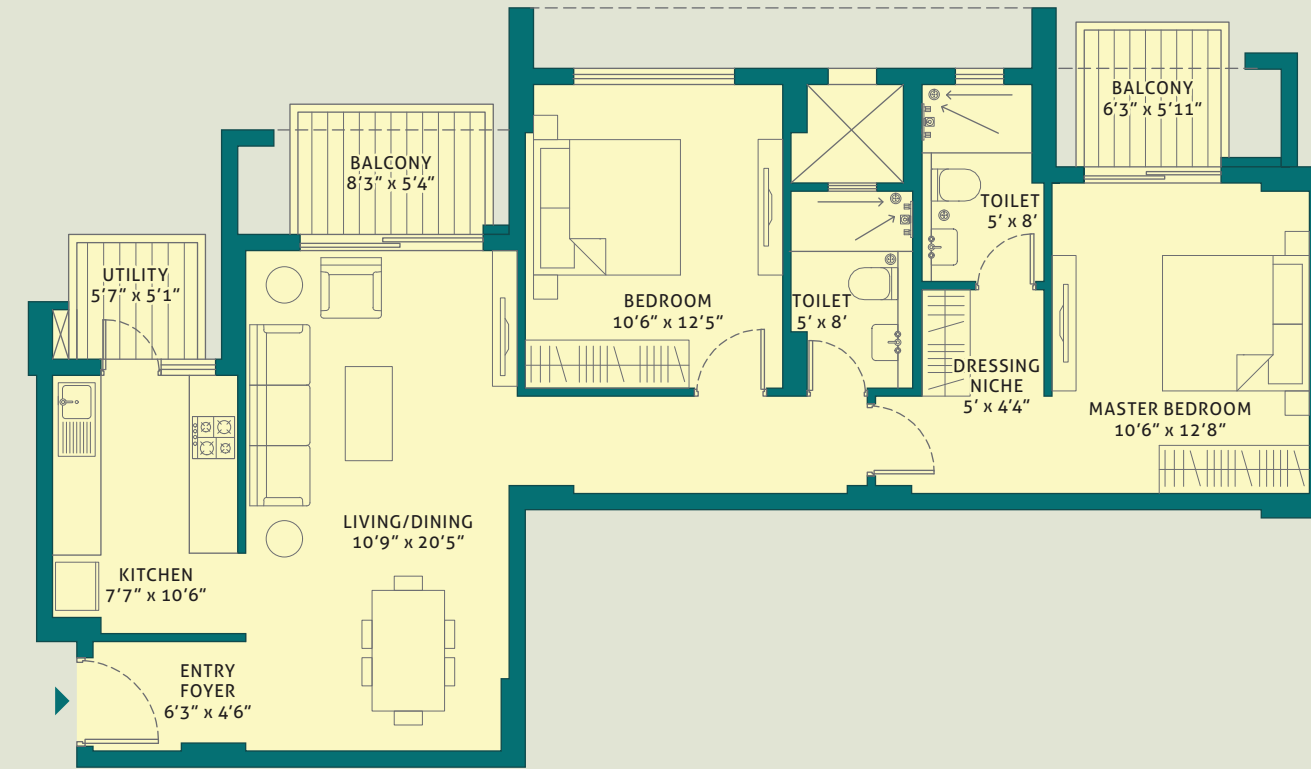 BALCONY
6'3" x 5'11"
BALCONY
8'3" x 5'4"
TOILET
5' x 8'
UTILITY
5'7" x 5'1"
BEDROOM
10'6" x 12'5"
TOILET
5' x 8'
DRESSING
NICHE
5' x 4'4"
MASTER BEDROOM
10'6" x 12'8"
LIVING/DINING
10'9" x 20'5"
KITCHEN
7'7" x 10'6"
ENTRY
FOYER
6'3" x 4'6"